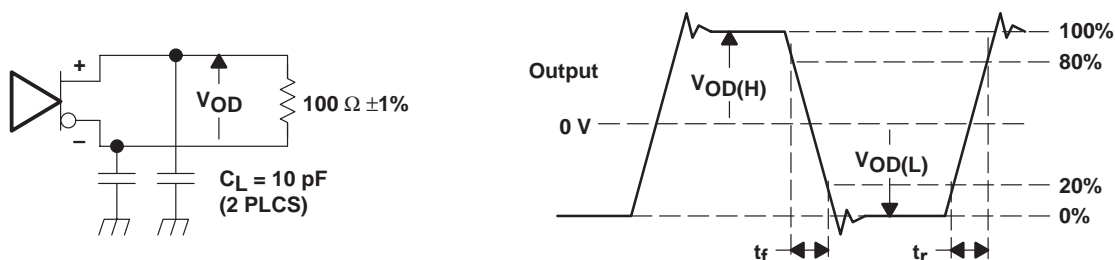 +
V_OD
100 Ω ±1%
–
C_L = 10 pF
(2 PLCS)
Output
V_OD(H)
0 V
V_OD(L)
100%
80%
20%
0%
t_f
t_r